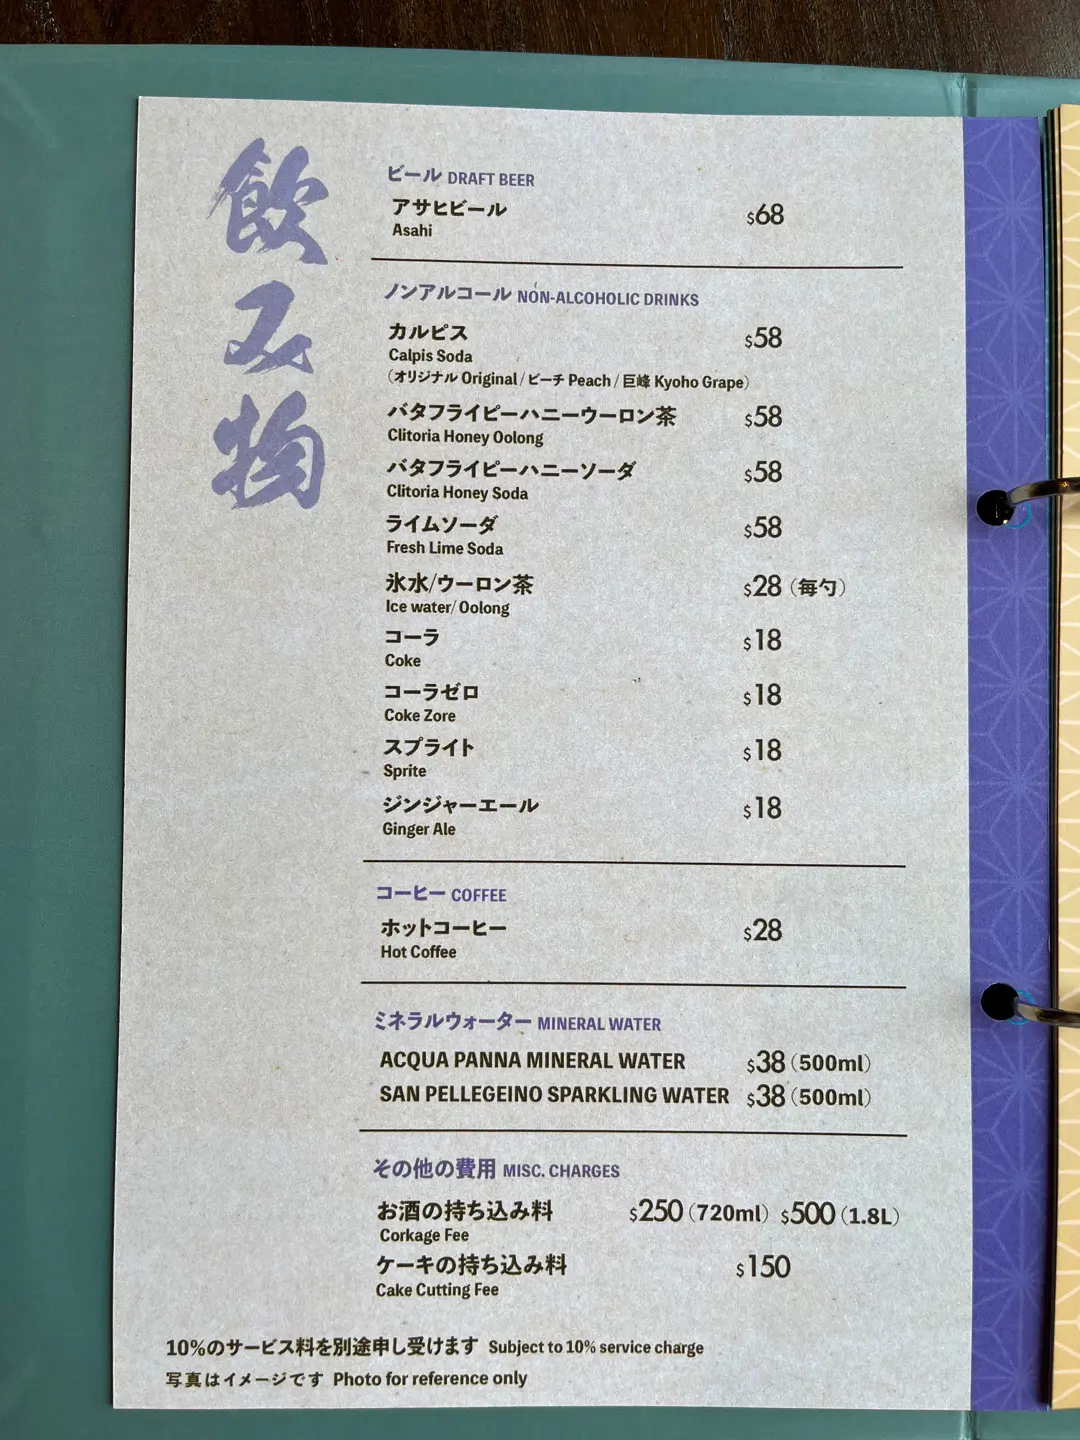 飲み物
ビール DRAFT BEER
アサヒビール $68
Asahi
ノンアルコール NON-ALCOHOLIC DRINKS
カルピス $58
Calpis Soda
（オリジナル Original / ピーチ Peach / 巨峰 Kyoho Grape）
バタフライピーハニーウーロン茶 $58
Clitoria Honey Oolong
バタフライピーハニーソーダ $58
Clitoria Honey Soda
ライムソーダ $58
Fresh Lime Soda
氷水/ウーロン茶 $28（毎勺）
Ice water/ Oolong
コーラ $18
Coke
コーラゼロ $18
Coke Zore
スプライト $18
Sprite
ジンジャーエール $18
Ginger Ale
コーヒー COFFEE
ホットコーヒー $28
Hot Coffee
ミネラルウォーター MINERAL WATER
ACQUA PANNA MINERAL WATER $38（500ml）
SAN PELLEGEINO SPARKLING WATER $38（500ml）
その他の費用 MISC. CHARGES
お酒の持ち込み料 $250（720ml） $500（1.8L）
Corkage Fee
ケーキの持ち込み料 $150
Cake Cutting Fee
10%のサービス料を別途申し受けます Subject to 10% service charge
写真はイメージです Photo for reference only